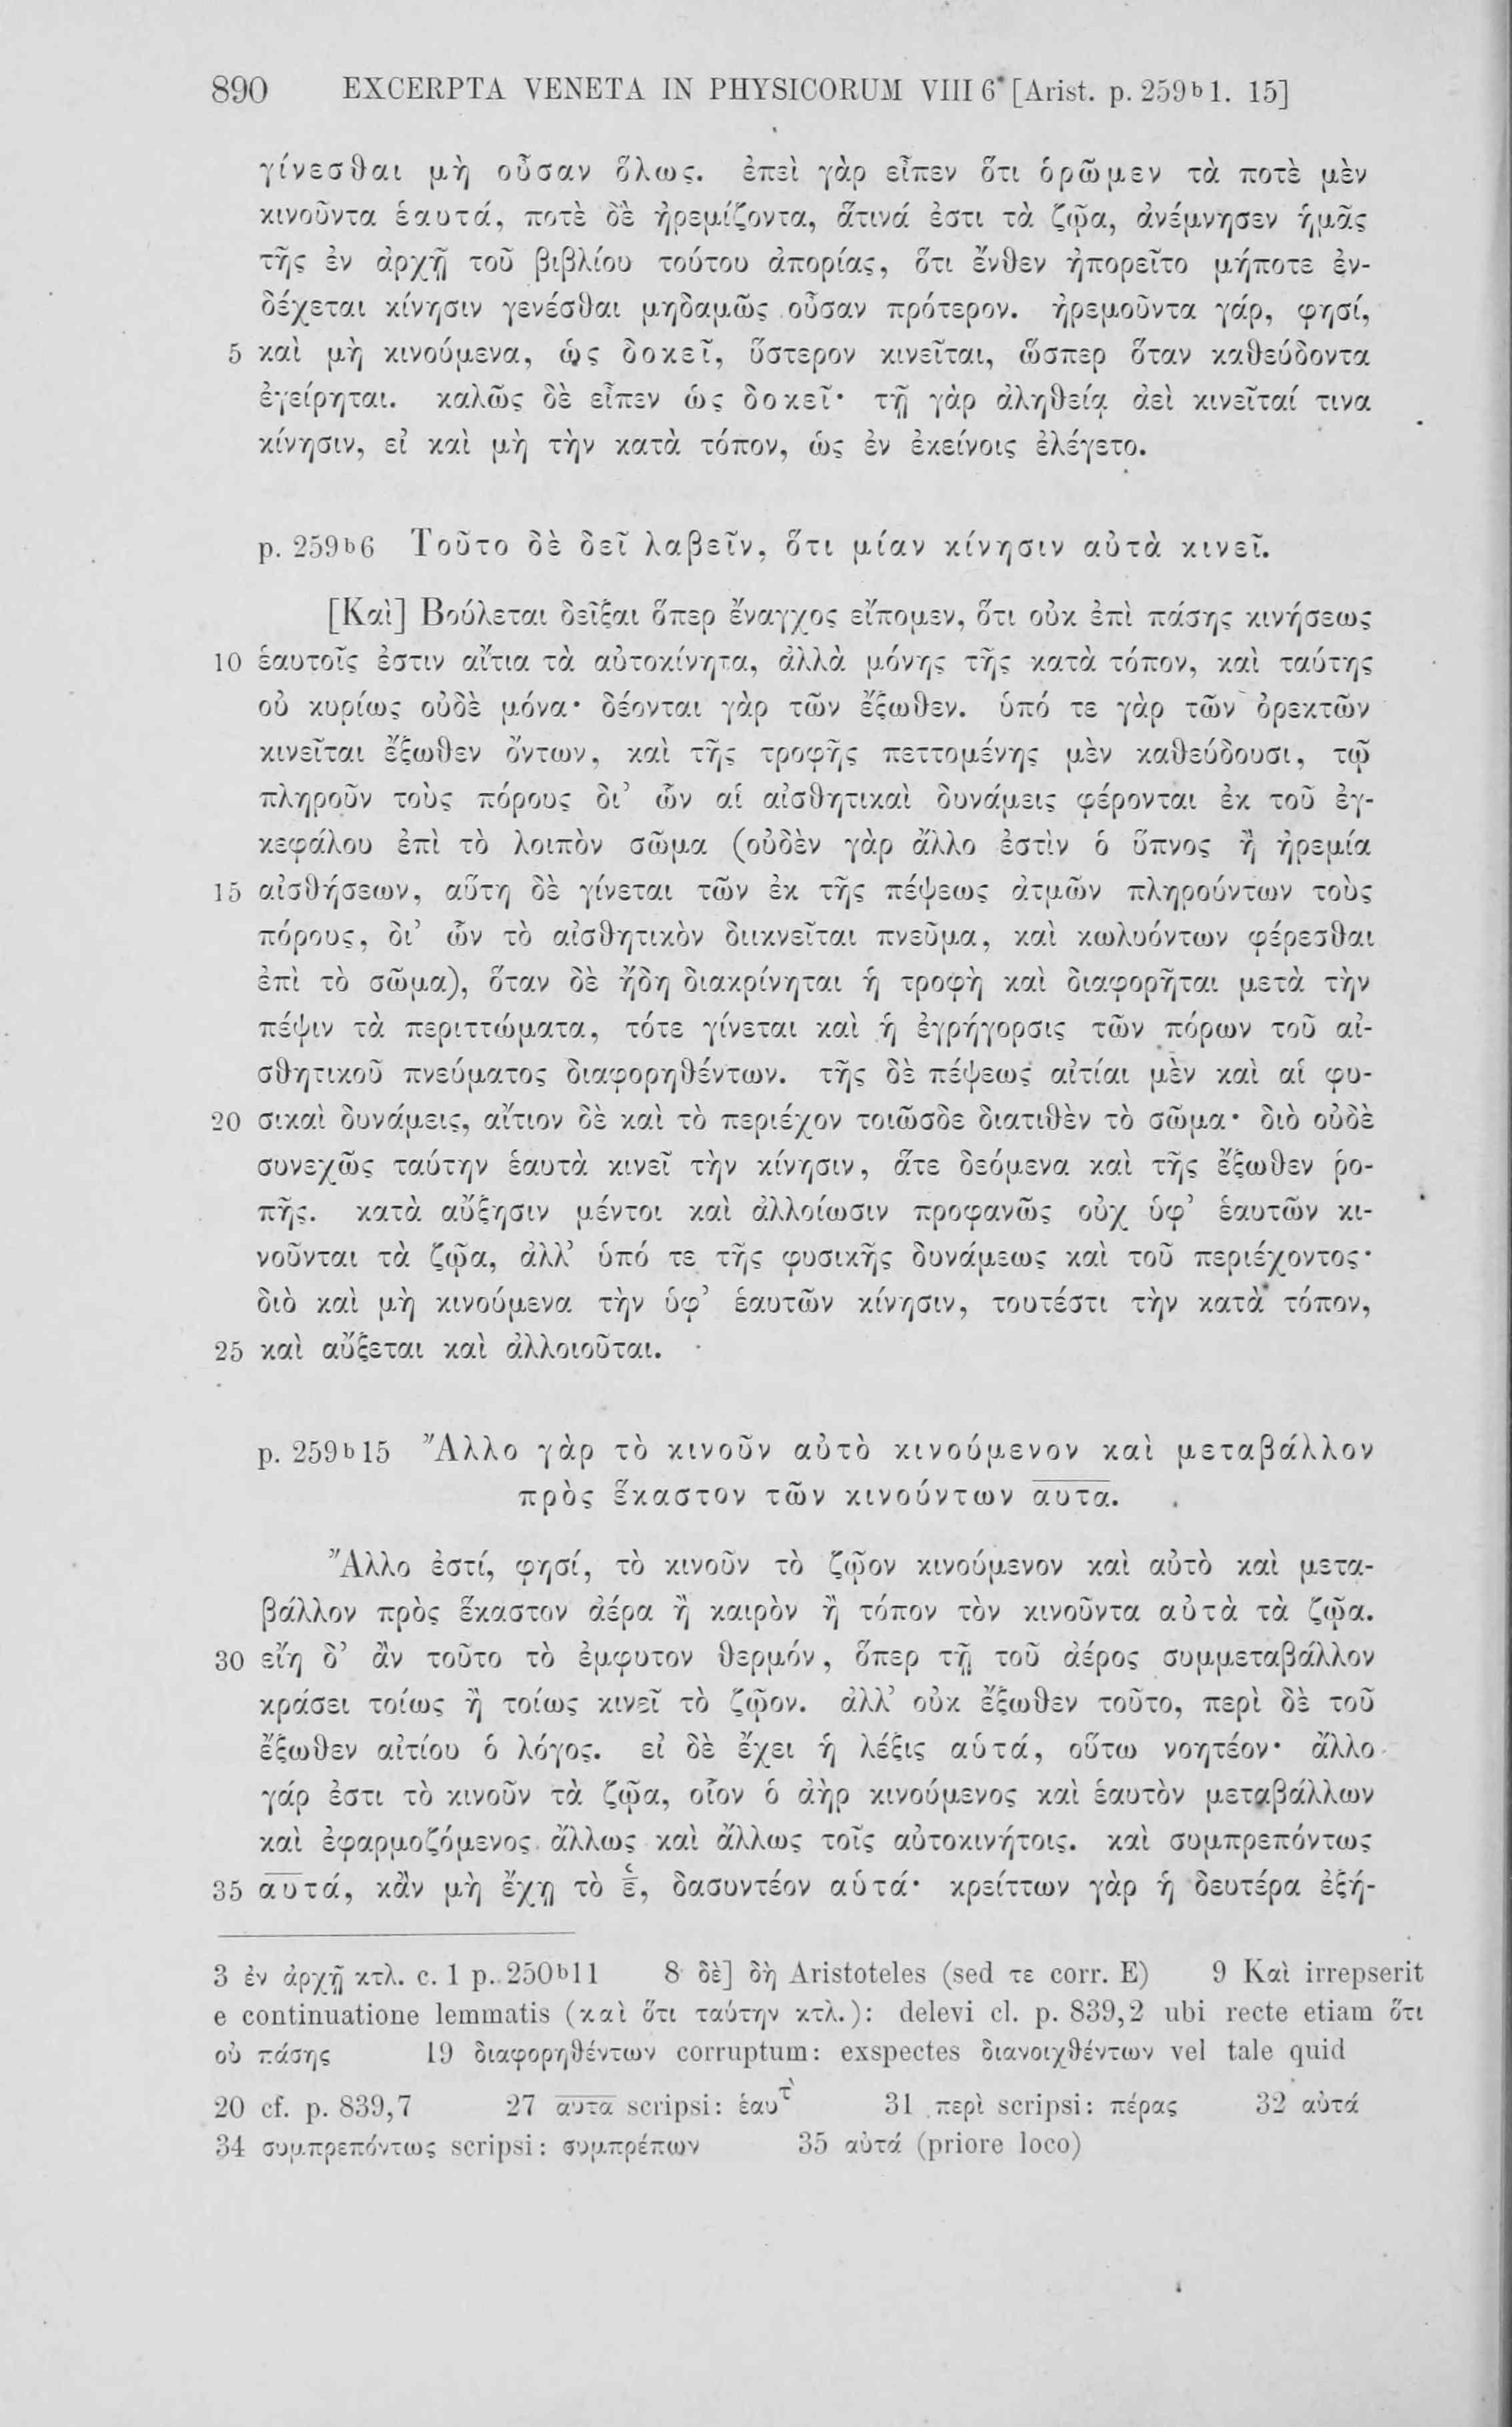 890 EXCERPTA VENETA IN PHYSICORUM VIII 6 [Arist. p. 259ᵇ1. 15]
γίνεσθαι μὴ οὖσαν ὅλως. ἐπεὶ γὰρ εἶπεν ὅτι ὁρῶμεν τὰ ποτὲ μὲν
κινοῦντα ἑαυτά, ποτὲ δὲ ἠρεμίζοντα, ἅτινά ἐστι τὰ ζῷα, ἀνέμνησεν ἡμᾶς
τῆς ἐν ἀρχῇ τοῦ βιβλίου τούτου ἀπορίας, ὅτι ἔνθεν ἠπορεῖτο μήποτε ἐν-
δέχεται κίνησιν γενέσθαι μηδαμῶς οὖσαν πρότερον. ἠρεμοῦντα γάρ, φησί,
5 καὶ μὴ κινούμενα, ὡς δοκεῖ, ὕστερον κινεῖται, ὥσπερ ὅταν καθεύδοντα
ἐγείρηται. καλῶς δὲ εἶπεν ὡς δοκεῖ· τῇ γὰρ ἀληθείᾳ ἀεὶ κινεῖταί τινα
κίνησιν, εἰ καὶ μὴ τὴν κατὰ τόπον, ὡς ἐν ἐκείνοις ἐλέγετο.
p. 259ᵇ6 Τοῦτο δὲ δεῖ λαβεῖν, ὅτι μίαν κίνησιν αὐτὰ κινεῖ.
[Καὶ] Βούλεται δεῖξαι ὅπερ ἔναγχος εἴπομεν, ὅτι οὐκ ἐπὶ πάσης κινήσεως
10 ἑαυτοῖς ἐστιν αἴτια τὰ αὐτοκίνητα, ἀλλὰ μόνης τῆς κατὰ τόπον, καὶ ταύτης
οὐ κυρίως οὐδὲ μόνα· δέονται γὰρ τῶν ἔξωθεν. ὑπό τε γὰρ τῶν ὀρεκτῶν
κινεῖται ἔξωθεν ὄντων, καὶ τῆς τροφῆς πεττομένης μὲν καθεύδουσι, τῷ
πληροῦν τοὺς πόρους δι’ ὧν αἱ αἰσθητικαὶ δυνάμεις φέρονται ἐκ τοῦ ἐγ-
κεφάλου ἐπὶ τὸ λοιπὸν σῶμα (οὐδὲν γὰρ ἄλλο ἐστὶν ὁ ὕπνος ἢ ἠρεμία
15 αἰσθήσεων, αὕτη δὲ γίνεται τῶν ἐκ τῆς πέψεως ἀτμῶν πληρούντων τοὺς
πόρους, δι’ ὧν τὸ αἰσθητικὸν διικνεῖται πνεῦμα, καὶ κωλυόντων φέρεσθαι
ἐπὶ τὸ σῶμα), ὅταν δὲ ἤδη διακρίνηται ἡ τροφὴ καὶ διαφορῆται μετὰ τὴν
πέψιν τὰ περιττώματα, τότε γίνεται καὶ ἡ ἐγρήγορσις τῶν πόρων τοῦ αἰ-
σθητικοῦ πνεύματος διαφορηθέντων. τῆς δὲ πέψεως αἰτίαι μὲν καὶ αἱ φυ-
20 σικαὶ δυνάμεις, αἴτιον δὲ καὶ τὸ περιέχον τοιῶσδε διατιθὲν τὸ σῶμα· διὸ οὐδὲ
συνεχῶς ταύτην ἑαυτὰ κινεῖ τὴν κίνησιν, ἅτε δεόμενα καὶ τῆς ἔξωθεν ῥο-
πῆς. κατὰ αὔξησιν μέντοι καὶ ἀλλοίωσιν προφανῶς οὐχ ὑφ’ ἑαυτῶν κι-
νοῦνται τὰ ζῷα, ἀλλ’ ὑπό τε τῆς φυσικῆς δυνάμεως καὶ τοῦ περιέχοντος·
διὸ καὶ μὴ κινούμενα τὴν ὑφ’ ἑαυτῶν κίνησιν, τουτέστι τὴν κατὰ τόπον,
25 καὶ αὔξεται καὶ ἀλλοιοῦται.
p. 259ᵇ15 Ἄλλο γὰρ τὸ κινοῦν αὐτὸ κινούμενον καὶ μεταβάλλον
πρὸς ἕκαστον τῶν κινούντων α̅υ̅τ̅α̅.
Ἄλλο ἐστί, φησί, τὸ κινοῦν τὸ ζῷον κινούμενον καὶ αὐτὸ καὶ μετα-
βάλλον πρὸς ἕκαστον ἀέρα ἢ καιρὸν ἢ τόπον τὸν κινοῦντα αὐτὰ τὰ ζῷα.
30 εἴη δ’ ἂν τοῦτο τὸ ἐμφυτον θερμόν, ὅπερ τῇ τοῦ ἀέρος συμμεταβάλλον
κράσει τοίως ἢ τοίως κινεῖ τὸ ζῷον. ἀλλ’ οὐκ ἔξωθεν τοῦτο, περὶ δὲ τοῦ
ἔξωθεν αἰτίου ὁ λόγος. εἰ δὲ ἔχει ἡ λέξις αὑτά, οὕτω νοητέον· ἄλλο
γάρ ἐστι τὸ κινοῦν τὰ ζῷα, οἷον ὁ ἀὴρ κινούμενος καὶ ἑαυτὸν μεταβάλλων
καὶ ἐφαρμοζόμενος ἄλλως καὶ ἄλλως τοῖς αὐτοκινήτοις. καὶ συμπρεπόντως
35 α̅υ̅τά, κἂν μὴ ἔχῃ τὸ ε̅̔, δασυντέον αὑτά· κρείττων γὰρ ἡ δευτέρα ἐξή-
3 ἐν ἀρχῇ κτλ. c. 1 p. 250ᵇ11 8 δὲ] δὴ Aristoteles (sed τε corr. E) 9 Καὶ irrepserit
e continuatione lemmatis (καὶ ὅτι ταύτην κτλ.): delevi cl. p. 839,2 ubi recte etiam ὅτι
οὐ πάσης 19 διαφορηθέντων corruptum: exspectes διανοιχθέντων vel tale quid
20 cf. p. 839,7 27 α̅υ̅τ̅α̅ scripsi: ἑαυτ̀ 31 περὶ scripsi: πέρας 32 αὐτά
34 συμπρεπόντως scripsi: συμπρέπων 35 αὐτά (priore loco)